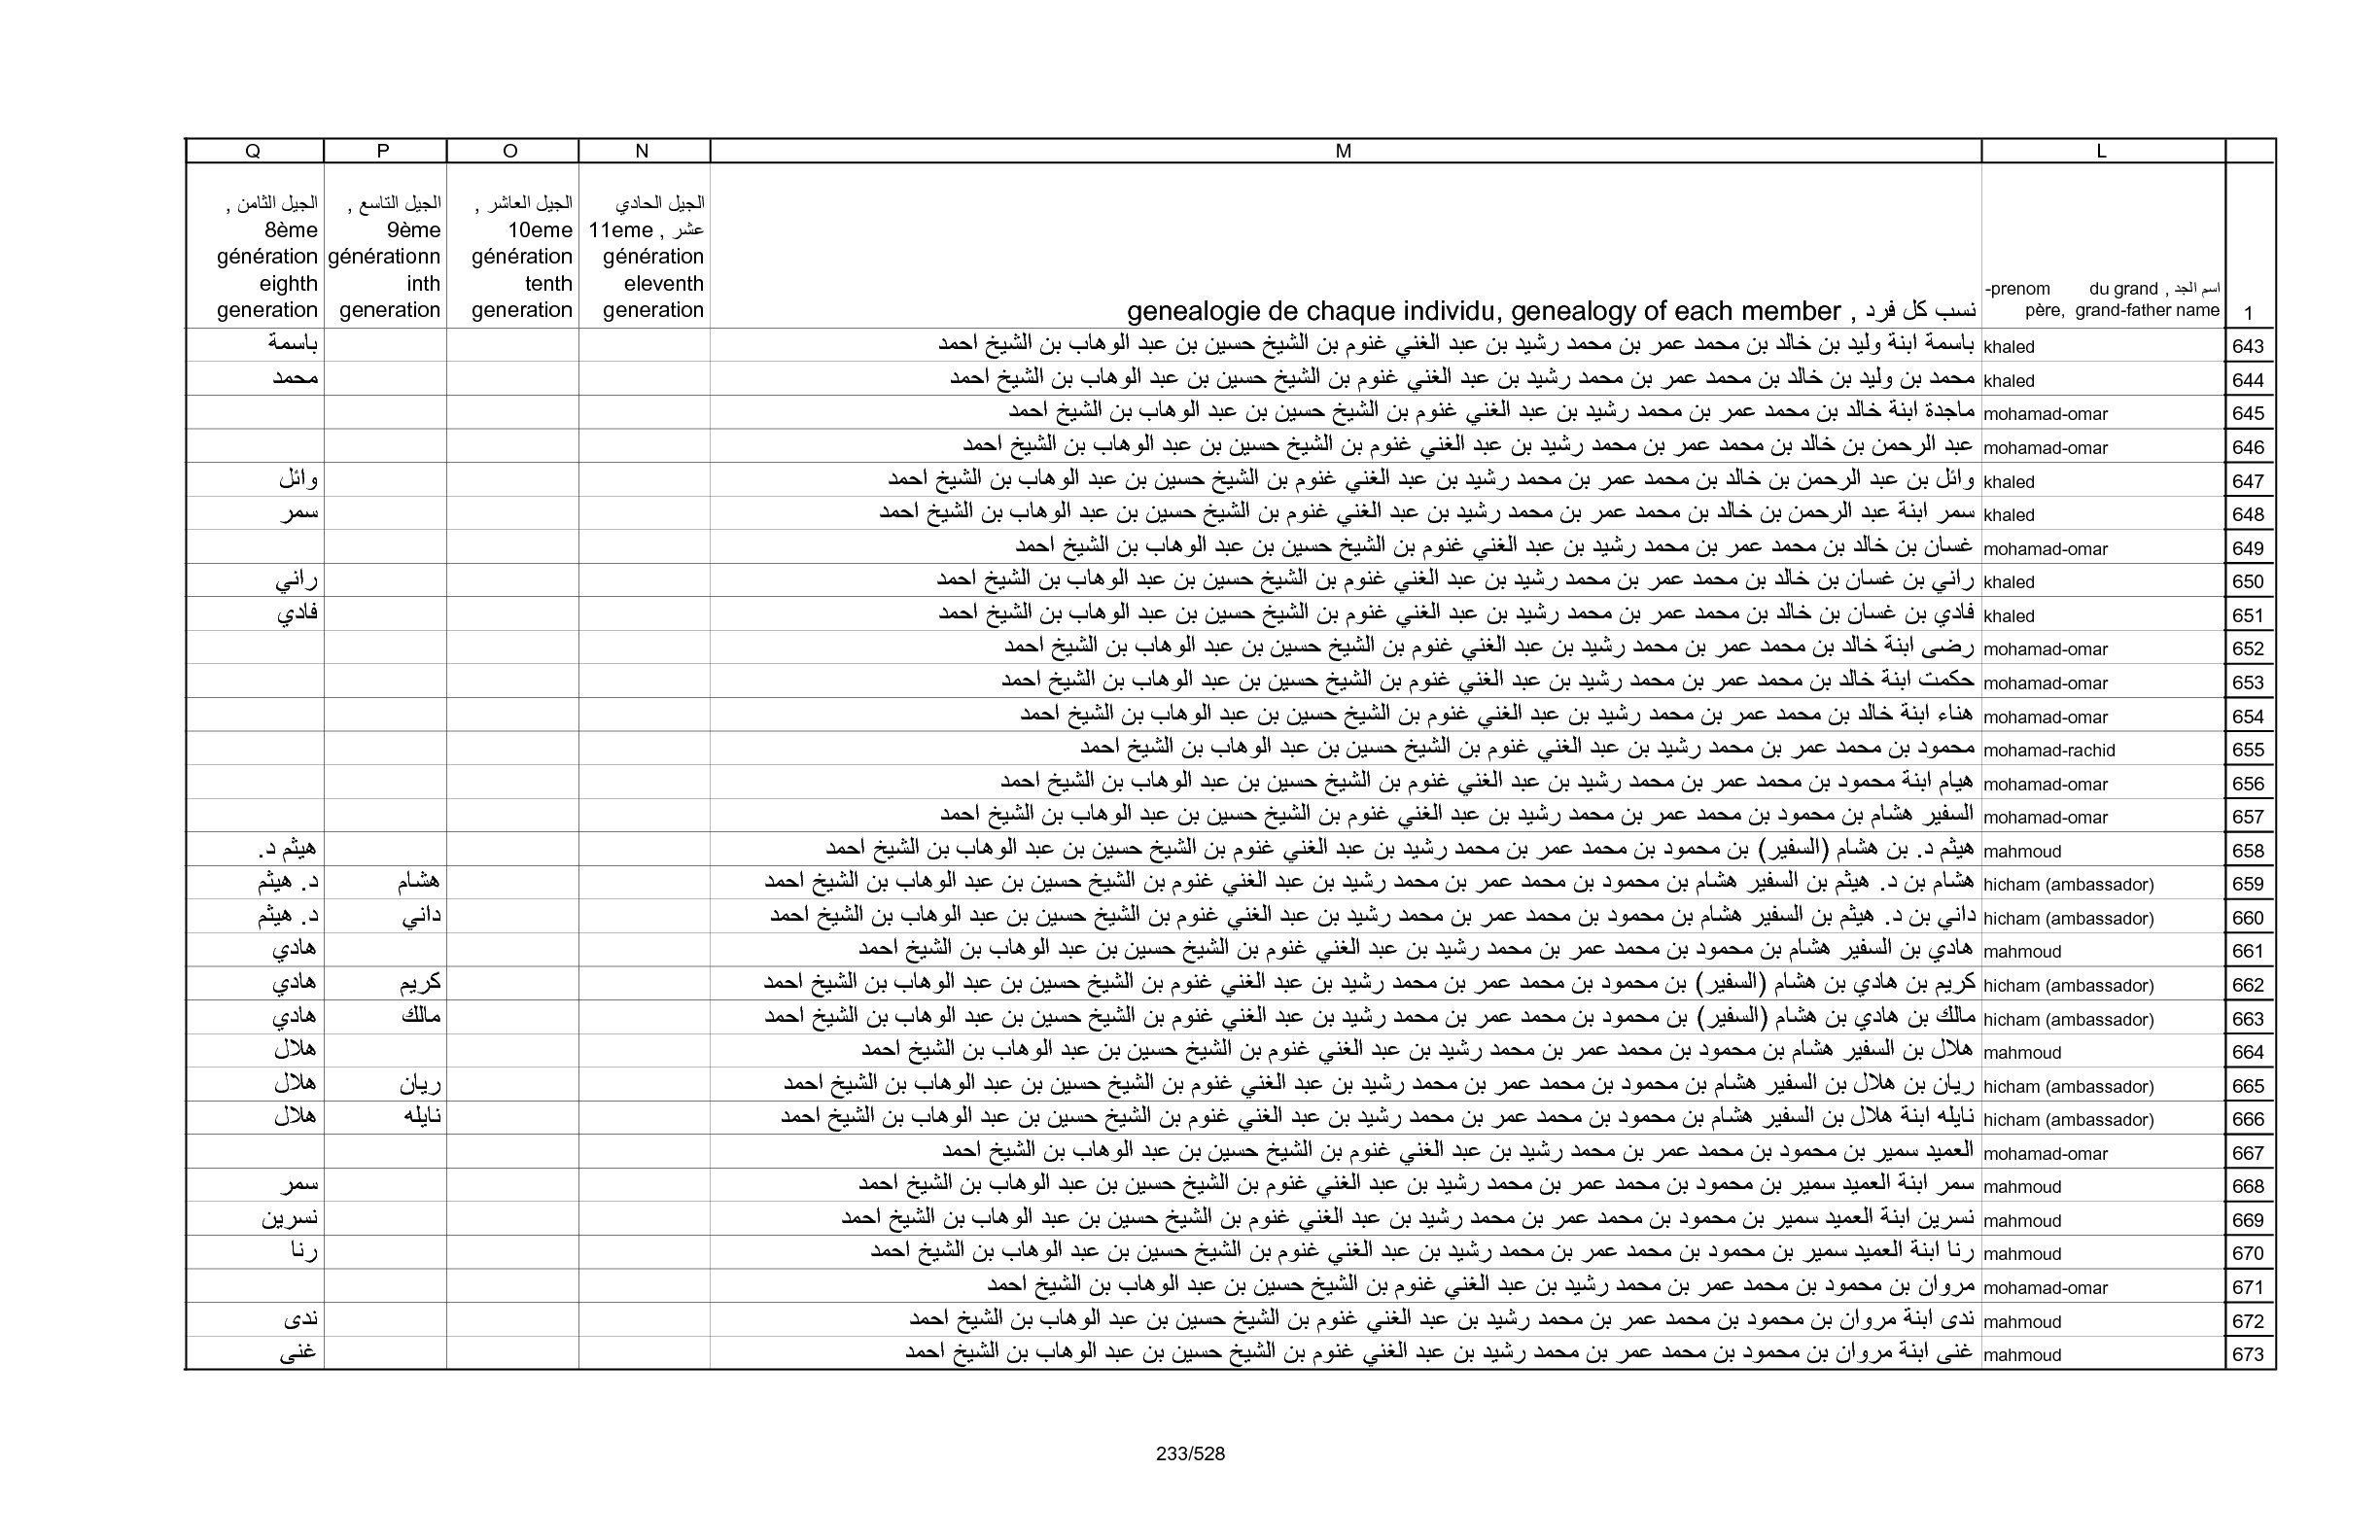 Q P O N M L
الجيل الثامن , 8ème génération eighth generation
الجيل التاسع , 9ème générationn inth generation
الجيل العاشر , 10eme génération tenth generation
الجيل الحادي عشر , 11eme génération eleventh generation
نسب كل فرد , genealogie de chaque individu, genealogy of each member
اسم الجد , du grand -prenom père, grand-father name
1
643 khaled باسمة ابنة وليد بن خالد بن محمد عمر بن محمد رشيد بن عبد الغني غنوم بن الشيخ حسين بن عبد الوهاب بن الشيخ احمد باسمة
644 khaled محمد بن وليد بن خالد بن محمد عمر بن محمد رشيد بن عبد الغني غنوم بن الشيخ حسين بن عبد الوهاب بن الشيخ احمد محمد
645 mohamad-omar ماجدة ابنة خالد بن محمد عمر بن محمد رشيد بن عبد الغني غنوم بن الشيخ حسين بن عبد الوهاب بن الشيخ احمد
646 mohamad-omar عبد الرحمن بن خالد بن محمد عمر بن محمد رشيد بن عبد الغني غنوم بن الشيخ حسين بن عبد الوهاب بن الشيخ احمد
647 khaled وائل بن عبد الرحمن بن خالد بن محمد عمر بن محمد رشيد بن عبد الغني غنوم بن الشيخ حسين بن عبد الوهاب بن الشيخ احمد وائل
648 khaled سمر ابنة عبد الرحمن بن خالد بن محمد عمر بن محمد رشيد بن عبد الغني غنوم بن الشيخ حسين بن عبد الوهاب بن الشيخ احمد سمر
649 mohamad-omar غسان بن خالد بن محمد عمر بن محمد رشيد بن عبد الغني غنوم بن الشيخ حسين بن عبد الوهاب بن الشيخ احمد
650 khaled راني بن غسان بن خالد بن محمد عمر بن محمد رشيد بن عبد الغني غنوم بن الشيخ حسين بن عبد الوهاب بن الشيخ احمد راني
651 khaled فادي بن غسان بن خالد بن محمد عمر بن محمد رشيد بن عبد الغني غنوم بن الشيخ حسين بن عبد الوهاب بن الشيخ احمد فادي
652 mohamad-omar رضى ابنة خالد بن محمد عمر بن محمد رشيد بن عبد الغني غنوم بن الشيخ حسين بن عبد الوهاب بن الشيخ احمد
653 mohamad-omar حكمت ابنة خالد بن محمد عمر بن محمد رشيد بن عبد الغني غنوم بن الشيخ حسين بن عبد الوهاب بن الشيخ احمد
654 mohamad-omar هناء ابنة خالد بن محمد عمر بن محمد رشيد بن عبد الغني غنوم بن الشيخ حسين بن عبد الوهاب بن الشيخ احمد
655 mohamad-rachid محمود بن محمد عمر بن محمد رشيد بن عبد الغني غنوم بن الشيخ حسين بن عبد الوهاب بن الشيخ احمد
656 mohamad-omar هيام ابنة محمود بن محمد عمر بن محمد رشيد بن عبد الغني غنوم بن الشيخ حسين بن عبد الوهاب بن الشيخ احمد
657 mohamad-omar السفير هشام بن محمود بن محمد عمر بن محمد رشيد بن عبد الغني غنوم بن الشيخ حسين بن عبد الوهاب بن الشيخ احمد
658 mahmoud هيثم د. بن هشام (السفير) بن محمود بن محمد عمر بن محمد رشيد بن عبد الغني غنوم بن الشيخ حسين بن عبد الوهاب بن الشيخ احمد هيثم د.
659 hicham (ambassador) هشام بن د. هيثم بن السفير هشام بن محمود بن محمد عمر بن محمد رشيد بن عبد الغني غنوم بن الشيخ حسين بن عبد الوهاب بن الشيخ احمد هشام د. هيثم
660 hicham (ambassador) داني بن د. هيثم بن السفير هشام بن محمود بن محمد عمر بن محمد رشيد بن عبد الغني غنوم بن الشيخ حسين بن عبد الوهاب بن الشيخ احمد داني د. هيثم
661 mahmoud هادي بن السفير هشام بن محمود بن محمد عمر بن محمد رشيد بن عبد الغني غنوم بن الشيخ حسين بن عبد الوهاب بن الشيخ احمد هادي
662 hicham (ambassador) كريم بن هادي بن هشام (السفير) بن محمود بن محمد عمر بن محمد رشيد بن عبد الغني غنوم بن الشيخ حسين بن عبد الوهاب بن الشيخ احمد كريم هادي
663 hicham (ambassador) مالك بن هادي بن هشام (السفير) بن محمود بن محمد عمر بن محمد رشيد بن عبد الغني غنوم بن الشيخ حسين بن عبد الوهاب بن الشيخ احمد مالك هادي
664 mahmoud هلال بن السفير هشام بن محمود بن محمد عمر بن محمد رشيد بن عبد الغني غنوم بن الشيخ حسين بن عبد الوهاب بن الشيخ احمد هلال
665 hicham (ambassador) ريان بن هلال بن السفير هشام بن محمود بن محمد عمر بن محمد رشيد بن عبد الغني غنوم بن الشيخ حسين بن عبد الوهاب بن الشيخ احمد ريان هلال
666 hicham (ambassador) نايله ابنة هلال بن السفير هشام بن محمود بن محمد عمر بن محمد رشيد بن عبد الغني غنوم بن الشيخ حسين بن عبد الوهاب بن الشيخ احمد نايله هلال
667 mohamad-omar العميد سمير بن محمود بن محمد عمر بن محمد رشيد بن عبد الغني غنوم بن الشيخ حسين بن عبد الوهاب بن الشيخ احمد
668 mahmoud سمر ابنة العميد سمير بن محمود بن محمد عمر بن محمد رشيد بن عبد الغني غنوم بن الشيخ حسين بن عبد الوهاب بن الشيخ احمد سمر
669 mahmoud نسرين ابنة العميد سمير بن محمود بن محمد عمر بن محمد رشيد بن عبد الغني غنوم بن الشيخ حسين بن عبد الوهاب بن الشيخ احمد نسرين
670 mahmoud رنا ابنة العميد سمير بن محمود بن محمد عمر بن محمد رشيد بن عبد الغني غنوم بن الشيخ حسين بن عبد الوهاب بن الشيخ احمد رنا
671 mohamad-omar مروان بن محمود بن محمد عمر بن محمد رشيد بن عبد الغني غنوم بن الشيخ حسين بن عبد الوهاب بن الشيخ احمد
672 mahmoud ندى ابنة مروان بن محمود بن محمد عمر بن محمد رشيد بن عبد الغني غنوم بن الشيخ حسين بن عبد الوهاب بن الشيخ احمد ندى
673 mahmoud غنى ابنة مروان بن محمود بن محمد عمر بن محمد رشيد بن عبد الغني غنوم بن الشيخ حسين بن عبد الوهاب بن الشيخ احمد غنى
233/528